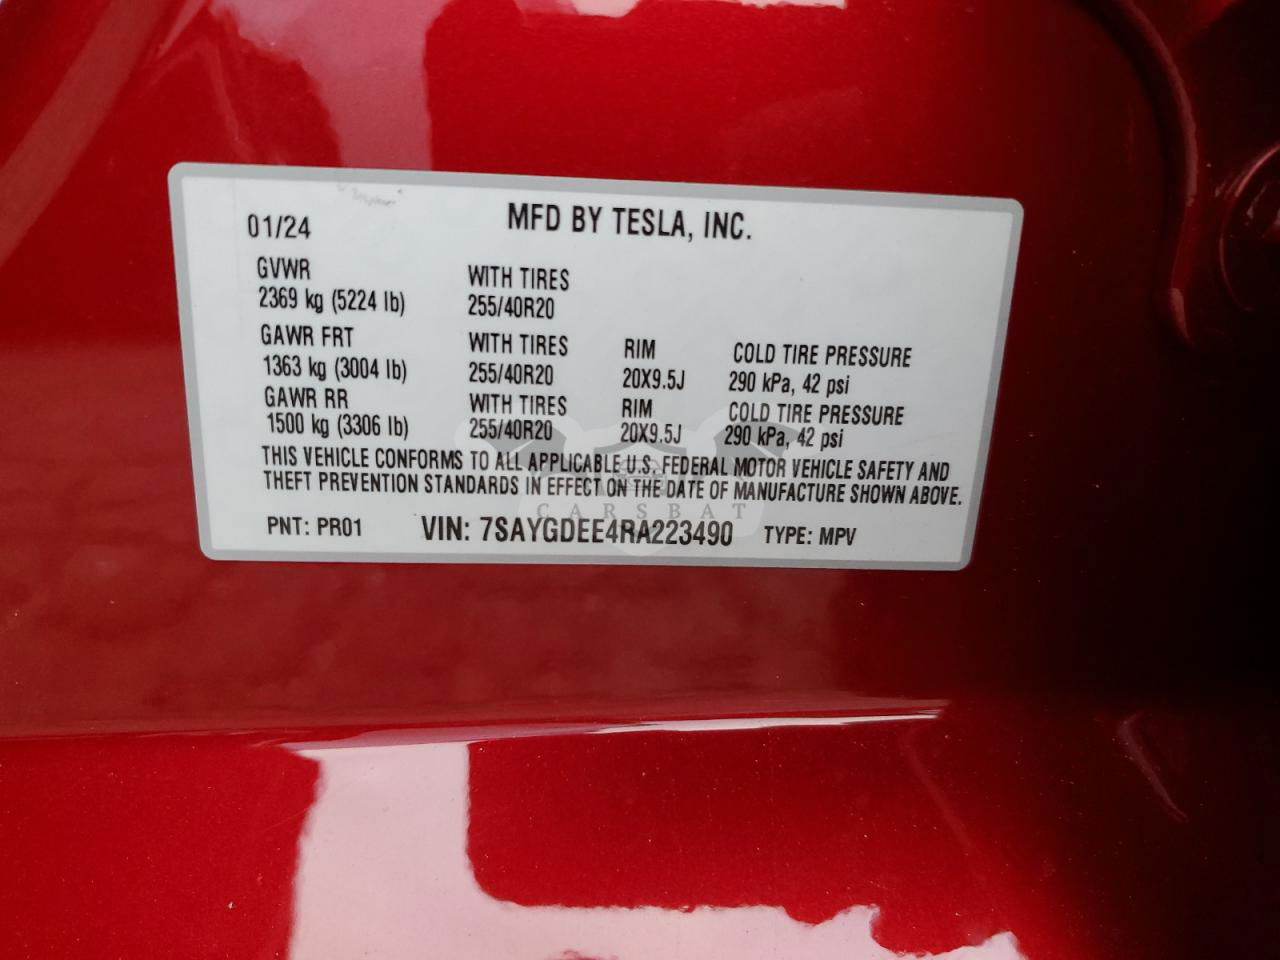 01/24 MFD BY TESLA, INC.
GVWR WITH TIRES
2369 kg (5224 lb) 255/40R20
GAWR FRT WITH TIRES RIM COLD TIRE PRESSURE
1363 kg (3004 lb) 255/40R20 20X9.5J 290 kPa, 42 psi
GAWR RR WITH TIRES RIM COLD TIRE PRESSURE
1500 kg (3306 lb) 255/40R20 20X9.5J 290 kPa, 42 psi
THIS VEHICLE CONFORMS TO ALL APPLICABLE U.S. FEDERAL MOTOR VEHICLE SAFETY AND
THEFT PREVENTION STANDARDS IN EFFECT ON THE DATE OF MANUFACTURE SHOWN ABOVE.
CARSBAT
PNT: PR01 VIN: 7SAYGDEE4RA223490 TYPE: MPV